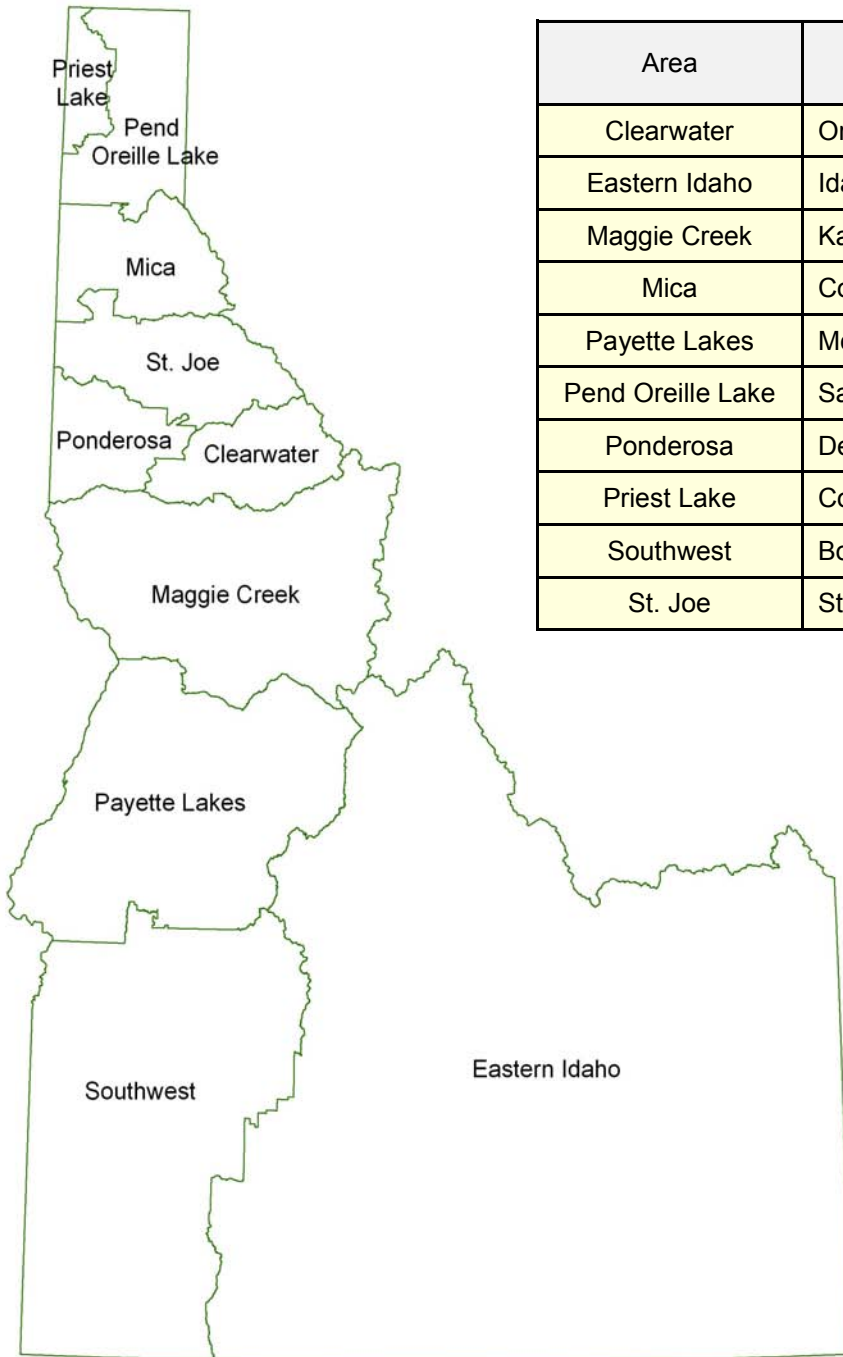 Priest
Lake
Pend
Oreille Lake
Mica
St. Joe
Ponderosa
Clearwater
Maggie Creek
Payette Lakes
Southwest
Eastern Idaho
Area
Clearwater
Eastern Idaho
Maggie Creek
Mica
Payette Lakes
Pend Oreille Lake
Ponderosa
Priest Lake
Southwest
St. Joe